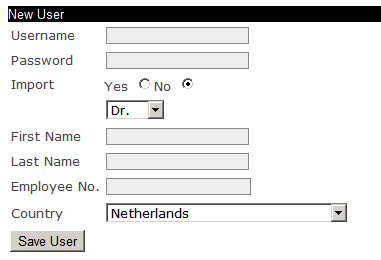 New User
Username
Password
Import Yes No
Dr.
First Name
Last Name
Employee No.
Country Netherlands
Save User